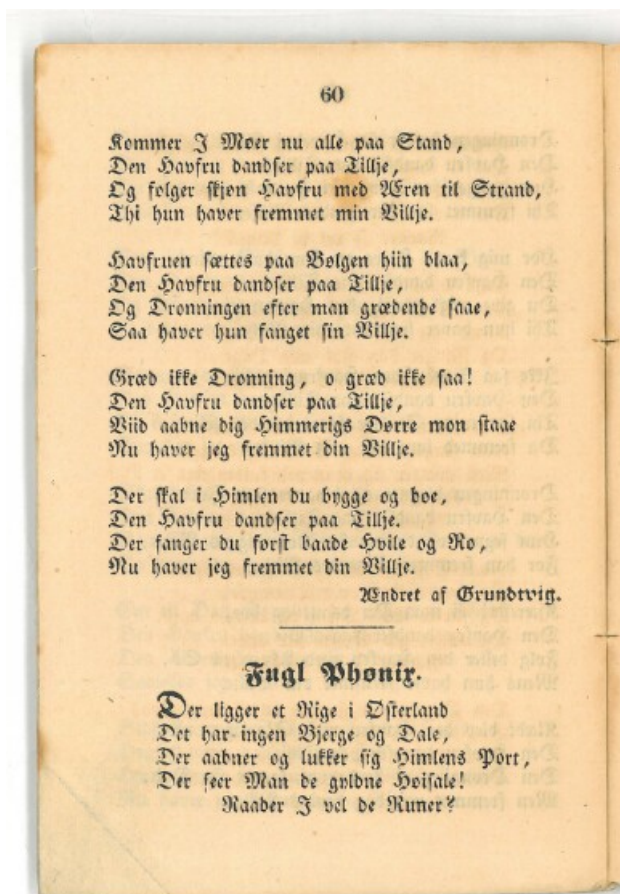 60
Kommer I Møer nu alle paa Stand,
Den Havfru dandser paa Tillje,
Og følger skjøn Havfru med Æren til Strand,
Thi hun haver fremmet min Villje.
Havfruen sættes paa Bølgen hiin blaa,
Den Havfru dandser paa Tillje,
Og Dronningen efter man grædende saae,
Saa haver hun fanget sin Villje.
Græd ikke Dronning, o græd ikke saa!
Den Havfru dandser paa Tillje,
Viid aabne dig Himmerigs Dørre mon staae
Nu haver jeg fremmet din Villje.
Der skal i Himlen du bygge og boe,
Den Havfru dandser paa Tillje.
Der fanger du først baade Hvile og Ro,
Nu haver jeg fremmet din Villje.
Ændret af Grundtvig.
Fugl Phønix.
Der ligger et Rige i Østerland
Det har ingen Bjerge og Dale,
Der aabner og lukker sig Himlens Port,
Der seer Man de gyldne Høisale!
Raader I vel de Runer?